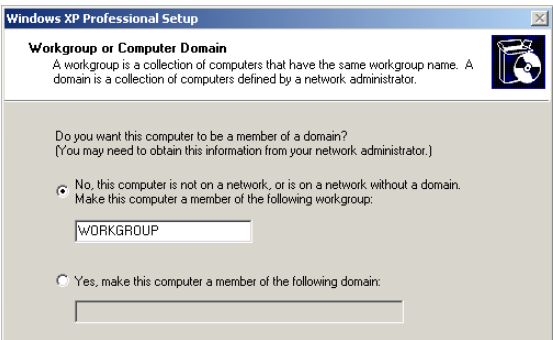 Windows XP Professional Setup
Workgroup or Computer Domain
A workgroup is a collection of computers that have the same workgroup name. A
domain is a collection of computers defined by a network administrator.
Do you want this computer to be a member of a domain?
(You may need to obtain this information from your network administrator.)
No, this computer is not on a network, or is on a network without a domain.
Make this computer a member of the following workgroup:
WORKGROUP
Yes, make this computer a member of the following domain: